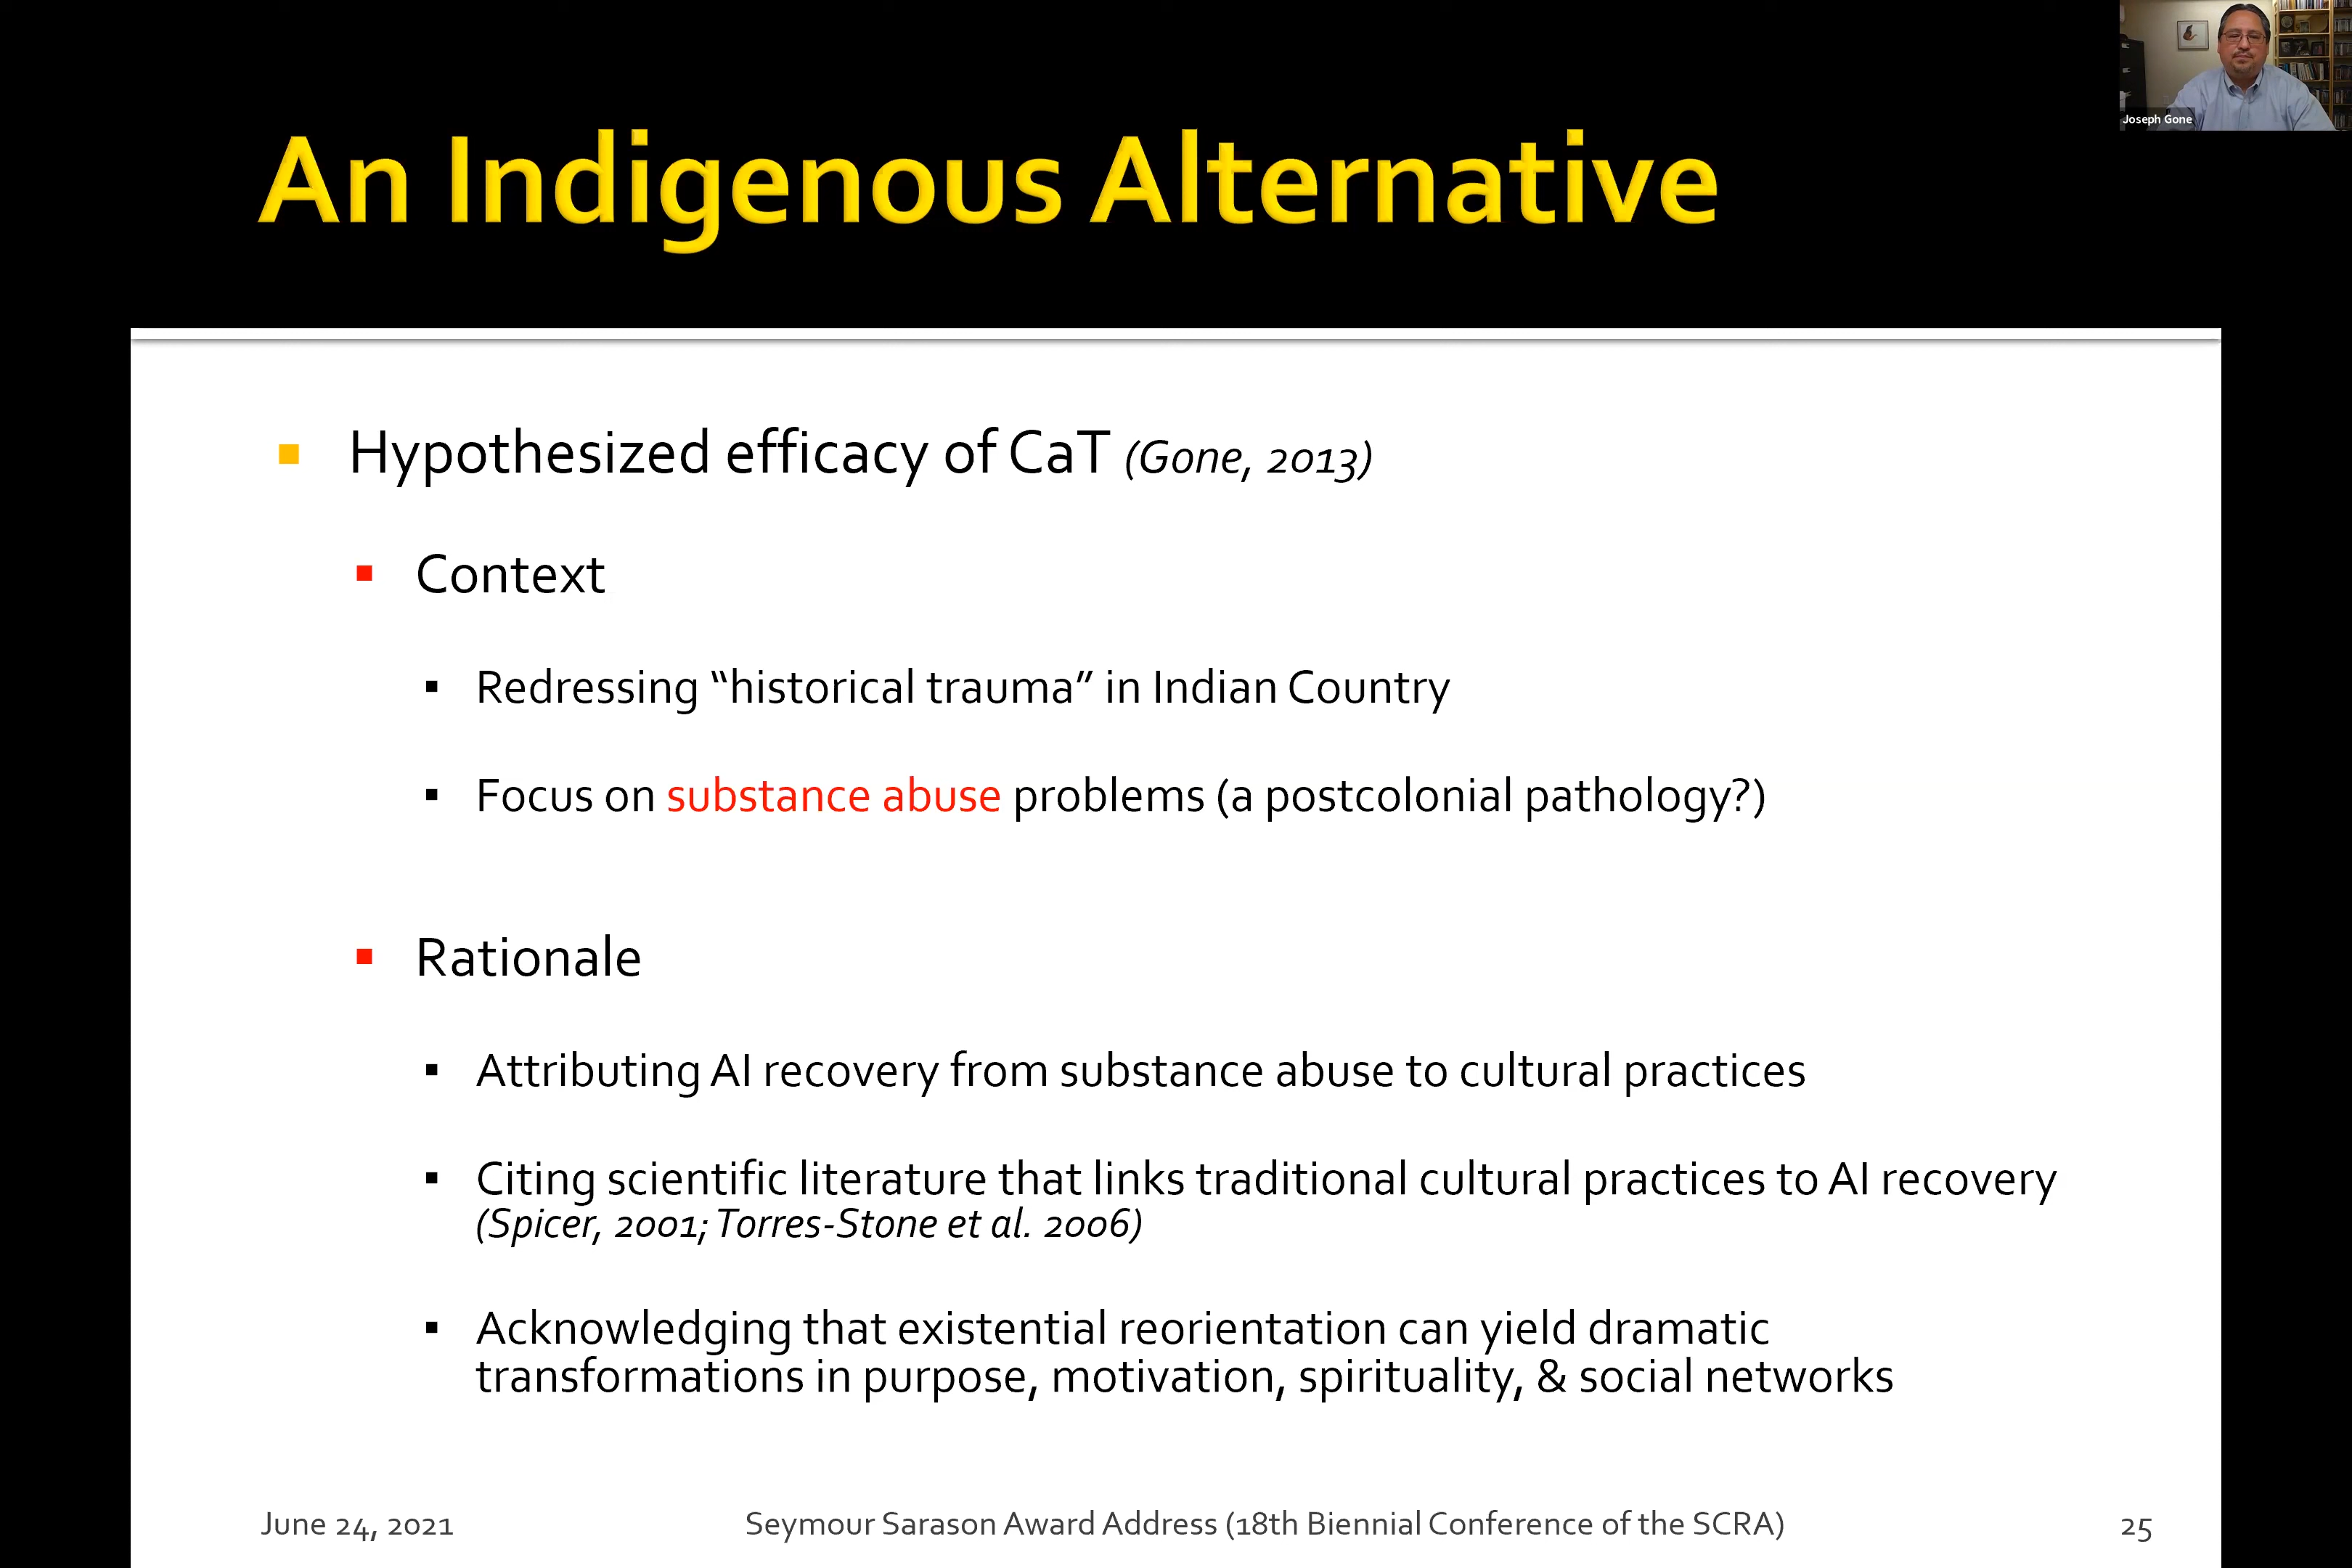 Joseph Gone
An Indigenous Alternative
Hypothesized efficacy of CaT (Gone, 2013)
Context
Redressing “historical trauma” in Indian Country
Focus on substance abuse problems (a postcolonial pathology?)
Rationale
Attributing AI recovery from substance abuse to cultural practices
Citing scientific literature that links traditional cultural practices to AI recovery
(Spicer, 2001; Torres-Stone et al. 2006)
Acknowledging that existential reorientation can yield dramatic
transformations in purpose, motivation, spirituality, & social networks
June 24, 2021 Seymour Sarason Award Address (18th Biennial Conference of the SCRA) 25